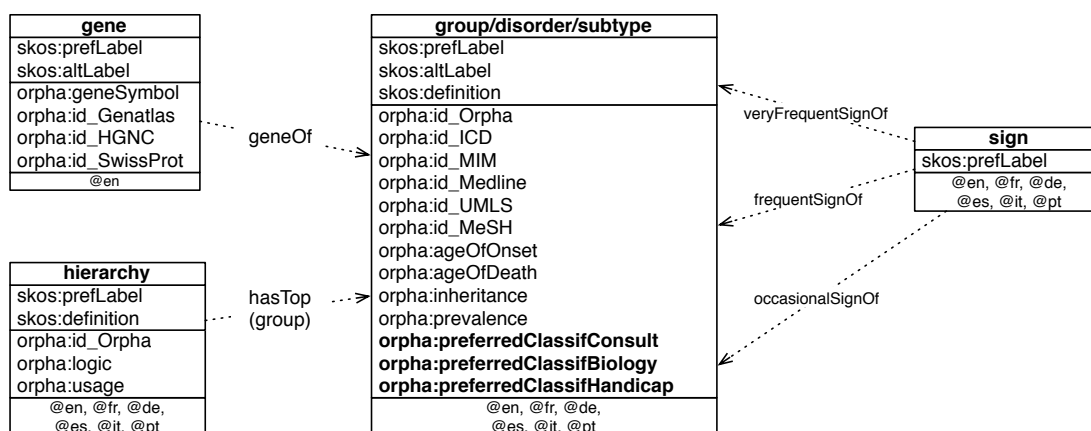 gene
skos:prefLabel
skos:altLabel
orpha:geneSymbol
orpha:id_Genatlas
orpha:id_HGNC
orpha:id_SwissProt
@en
geneOf
hierarchy
skos:prefLabel
skos:definition
orpha:id_Orpha
orpha:logic
orpha:usage
@en, @fr, @de,
@es, @it, @pt
hasTop
(group)
group/disorder/subtype
skos:prefLabel
skos:altLabel
skos:definition
orpha:id_Orpha
orpha:id_ICD
orpha:id_MIM
orpha:id_Medline
orpha:id_UMLS
orpha:id_MeSH
orpha:ageOfOnset
orpha:ageOfDeath
orpha:inheritance
orpha:prevalence
orpha:preferredClassifConsult
orpha:preferredClassifBiology
orpha:preferredClassifHandicap
@en, @fr, @de,
@es, @it, @pt
veryFrequentSignOf
frequentSignOf
occasionalSignOf
sign
skos:prefLabel
@en, @fr, @de,
@es, @it, @pt